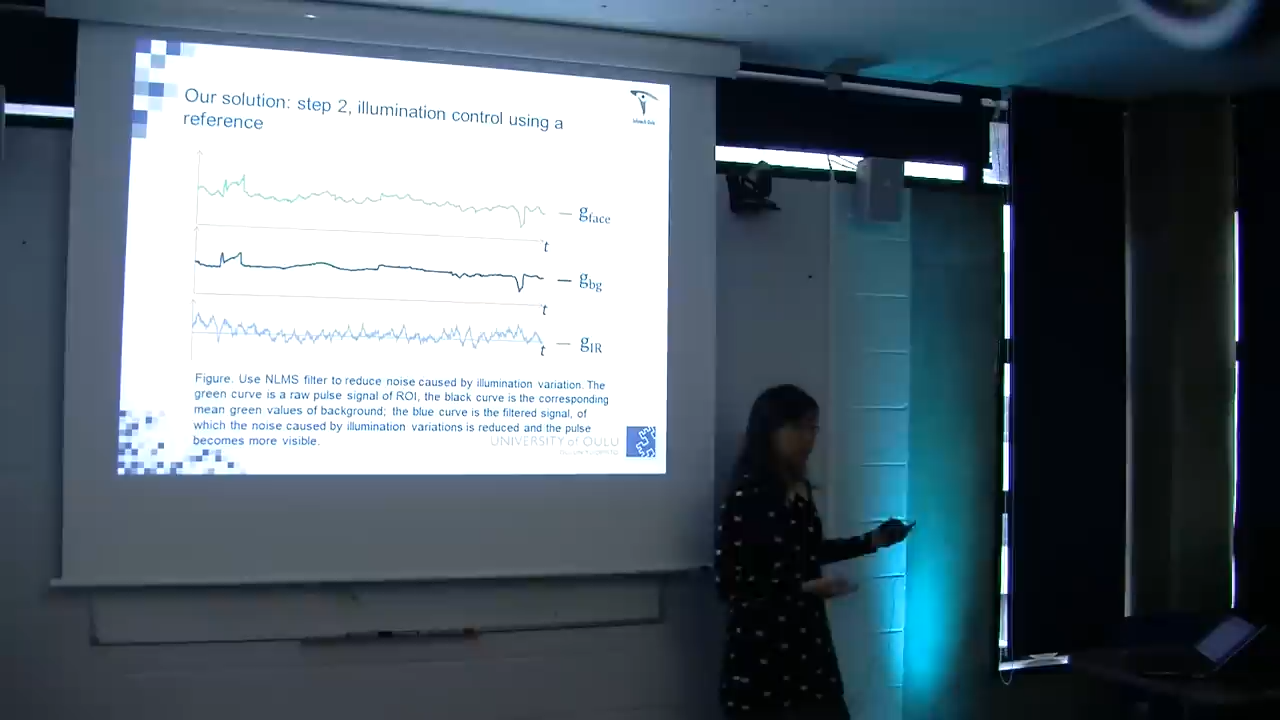 Our solution: step 2, illumination control using a
reference
gface
t
gbg
t
gIR
t
Figure. Use NLMS filter to reduce noise caused by illumination variation. The
green curve is a raw pulse signal of ROI, the black curve is the corresponding
mean green values of background; the blue curve is the filtered signal, of
which the noise caused by illumination variations is reduced and the pulse
becomes more visible.
UNIVERSITY of OULU